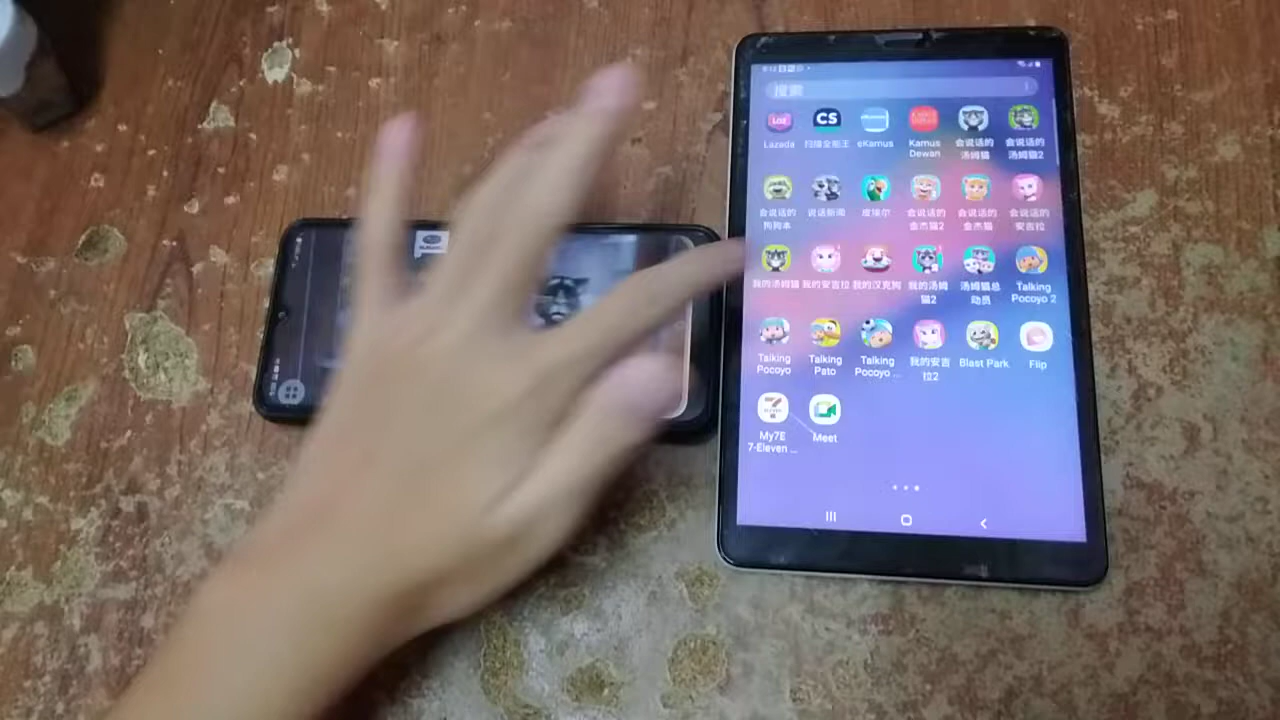 搜索
Lazada
扫描全能王
eKamus
Kamus
Dewan
会说话的
汤姆猫
会说话的
汤姆猫2
会说话的
狗狗本
说话新闻
皮埃尔
会说话的
金杰猫2
会说话的
金杰猫
会说话的
安吉拉
我的汤姆猫
我的安吉拉
我的汉克狗
我的汤姆
猫2
汤姆猫总
动员
Talking
Pocoyo 2
Talking
Pocoyo
Talking
Pato
Talking
Pocoyo ...
我的安吉
拉2
Blast Park
Flip
My7E
7-Eleven ...
Meet
CS